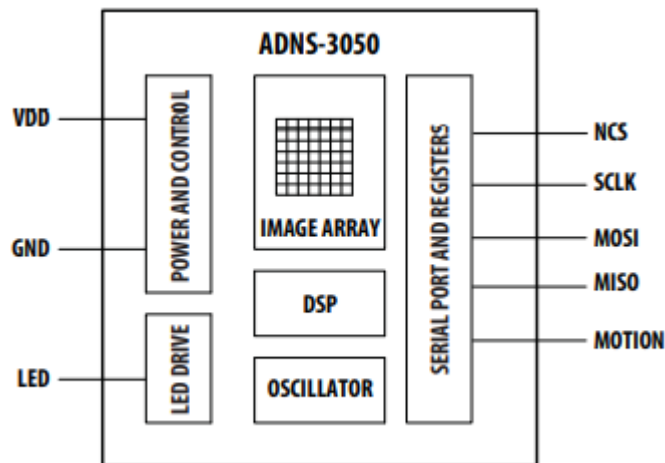 ADNS-3050
VDD
GND
LED
POWER AND CONTROL
LED DRIVE
IMAGE ARRAY
DSP
OSCILLATOR
SERIAL PORT AND REGISTERS
NCS
SCLK
MOSI
MISO
MOTION